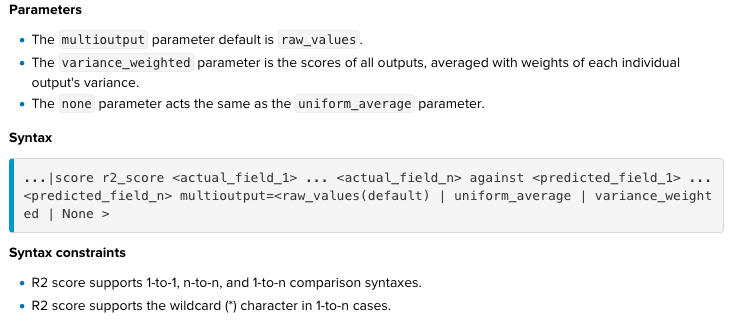 Parameters
• The multioutput parameter default is raw_values.
• The variance_weighted parameter is the scores of all outputs, averaged with weights of each individual
output's variance.
• The none parameter acts the same as the uniform_average parameter.
Syntax
...|score r2_score <actual_field_1> ... <actual_field_n> against <predicted_field_1> ...
<predicted_field_n> multioutput=<raw_values(default) | uniform_average | variance_weight
ed | None >
Syntax constraints
• R2 score supports 1-to-1, n-to-n, and 1-to-n comparison syntaxes.
• R2 score supports the wildcard (*) character in 1-to-n cases.